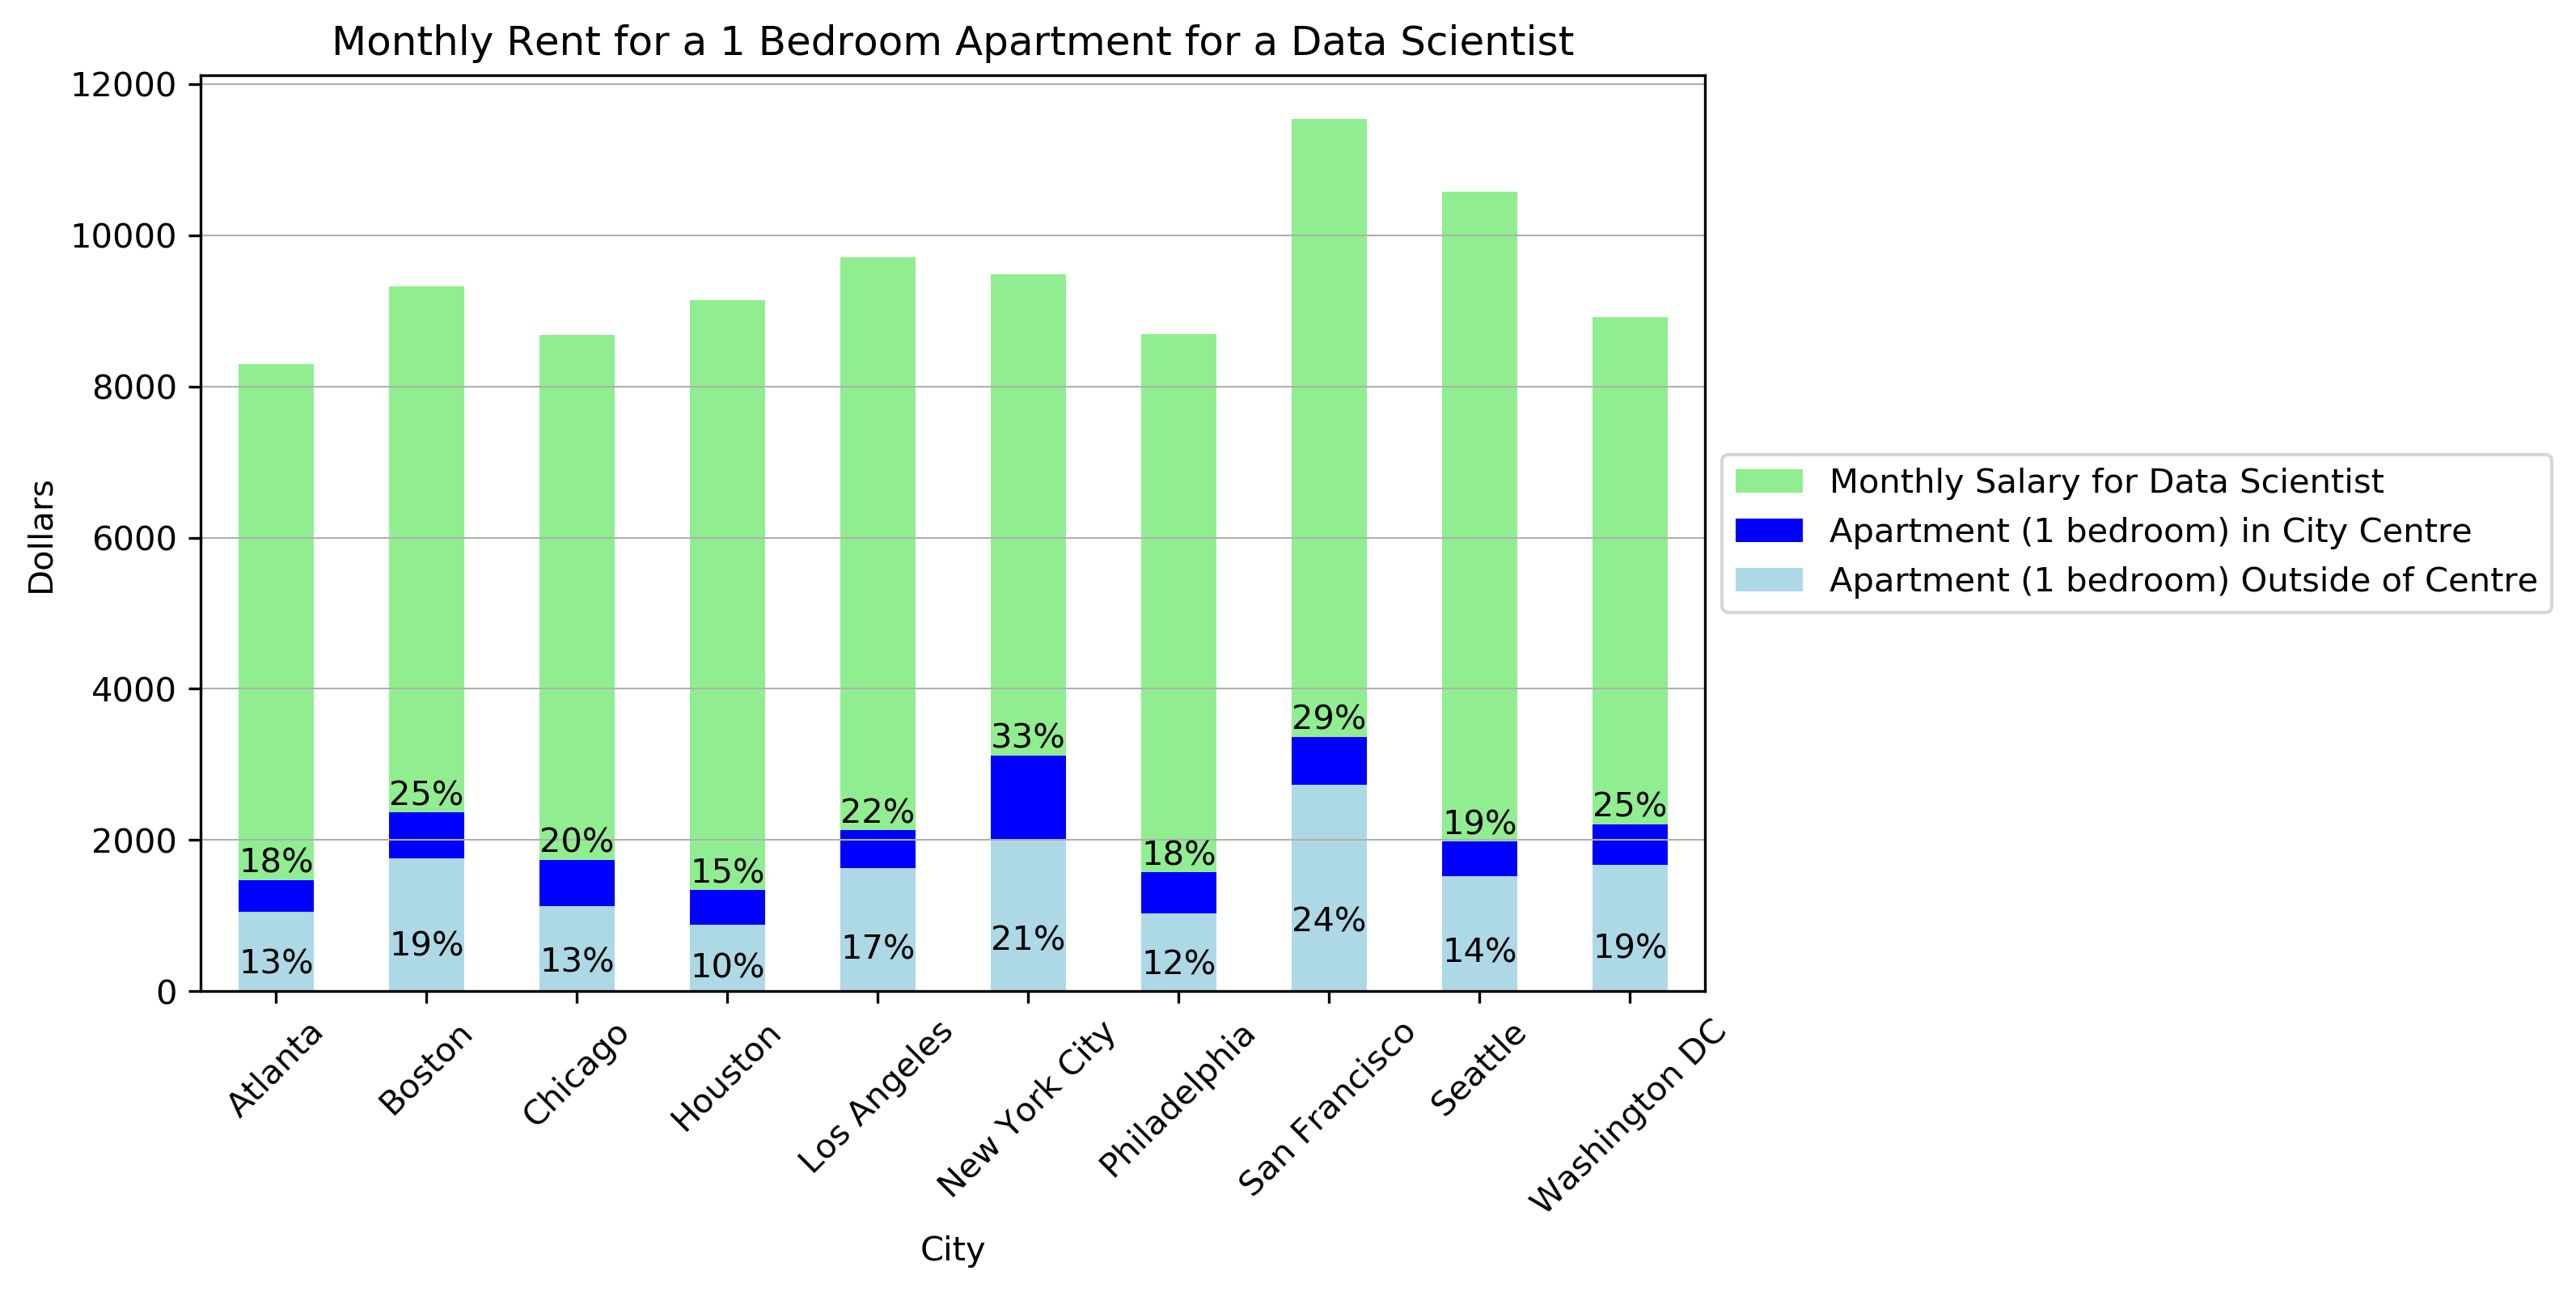 Monthly Rent for a 1 Bedroom Apartment for a Data Scientist
12000
10000
8000
6000
4000
2000
0
Dollars
18%
25%
20%
15%
22%
33%
18%
29%
19%
25%
13%
19%
13%
10%
17%
21%
12%
24%
14%
19%
Atlanta
Boston
Chicago
Houston
Los Angeles
New York City
Philadelphia
San Francisco
Seattle
Washington DC
City
Monthly Salary for Data Scientist
Apartment (1 bedroom) in City Centre
Apartment (1 bedroom) Outside of Centre